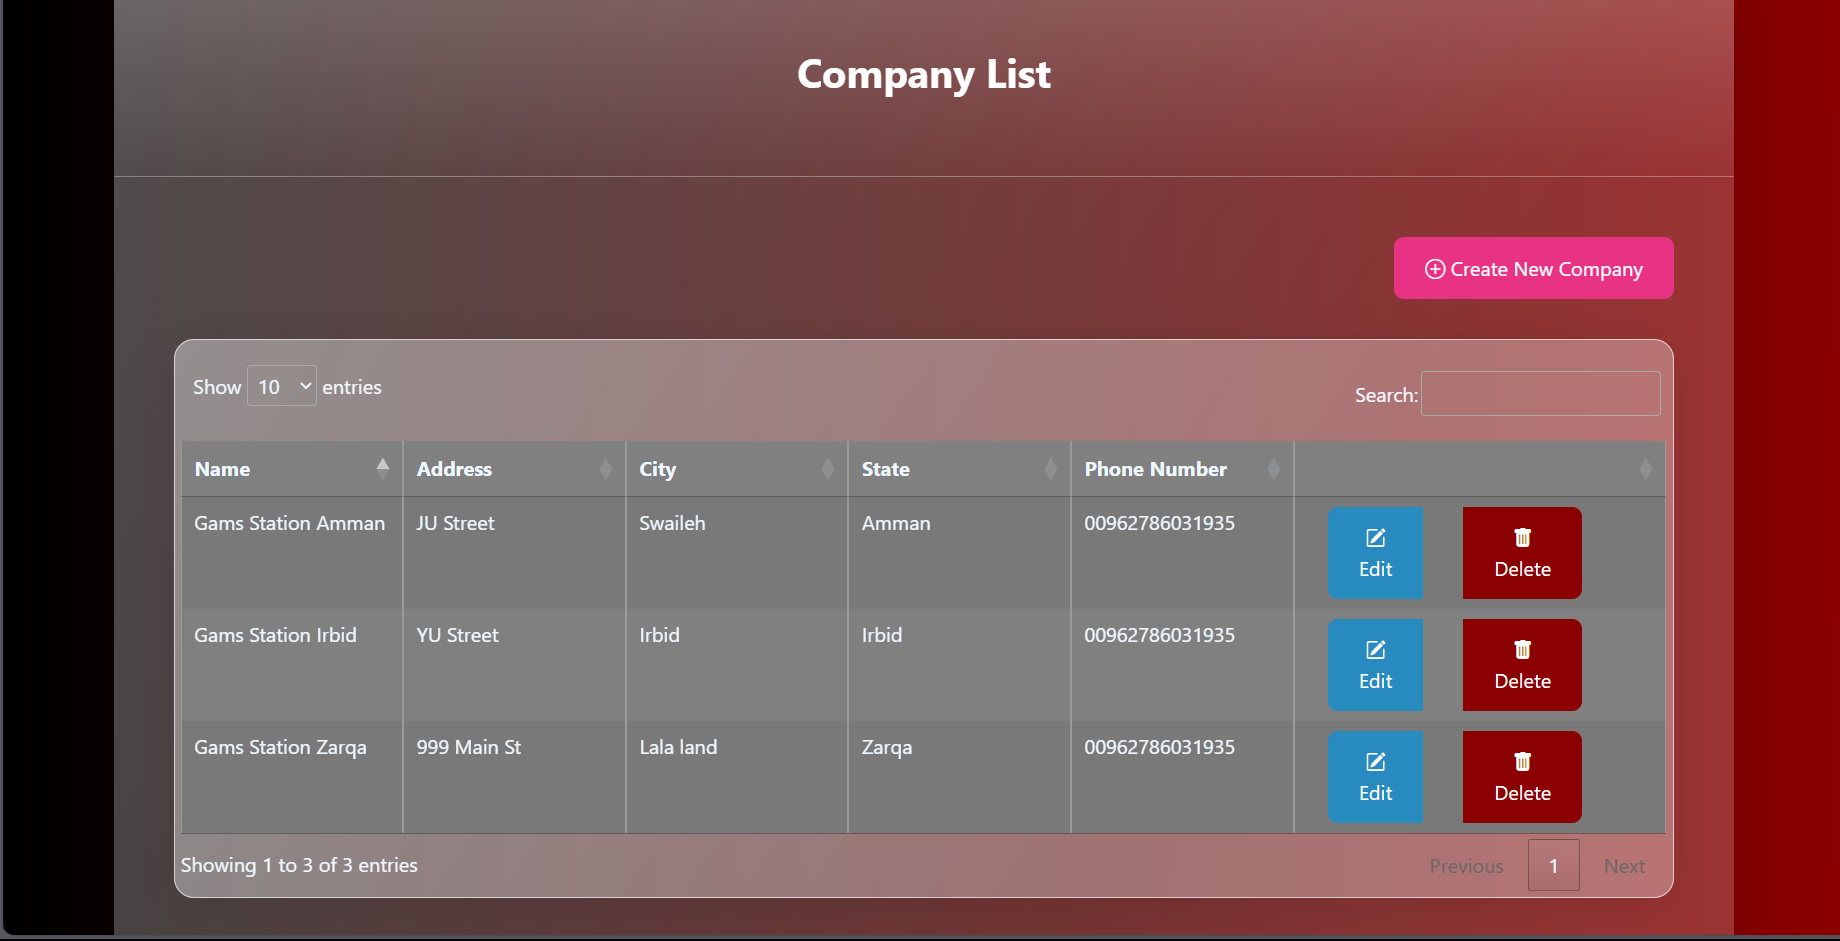 Company List
Create New Company
Show 10 entries
Search:
Name Address City State Phone Number
Gams Station Amman JU Street Swaileh Amman 00962786031935
Edit Delete
Gams Station Irbid YU Street Irbid Irbid 00962786031935
Edit Delete
Gams Station Zarqa 999 Main St Lala land Zarqa 00962786031935
Edit Delete
Showing 1 to 3 of 3 entries
Previous 1 Next